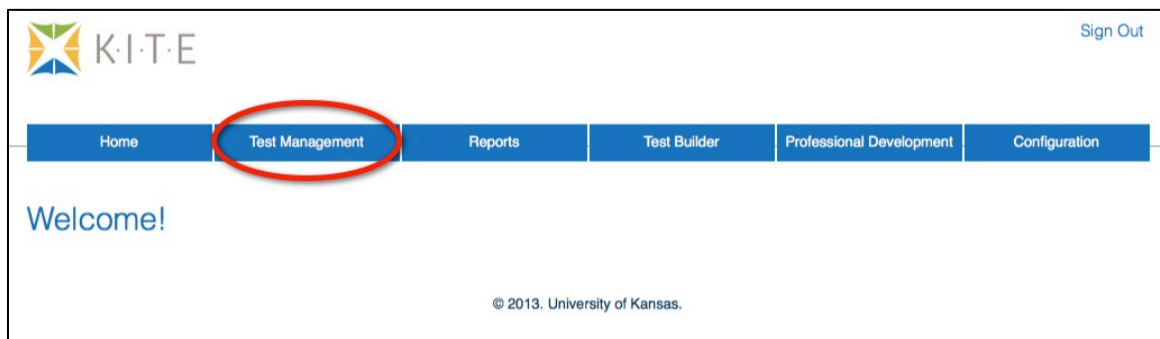 K·I·T·E
Sign Out
Home Test Management Reports Test Builder Professional Development Configuration
Welcome!
© 2013. University of Kansas.